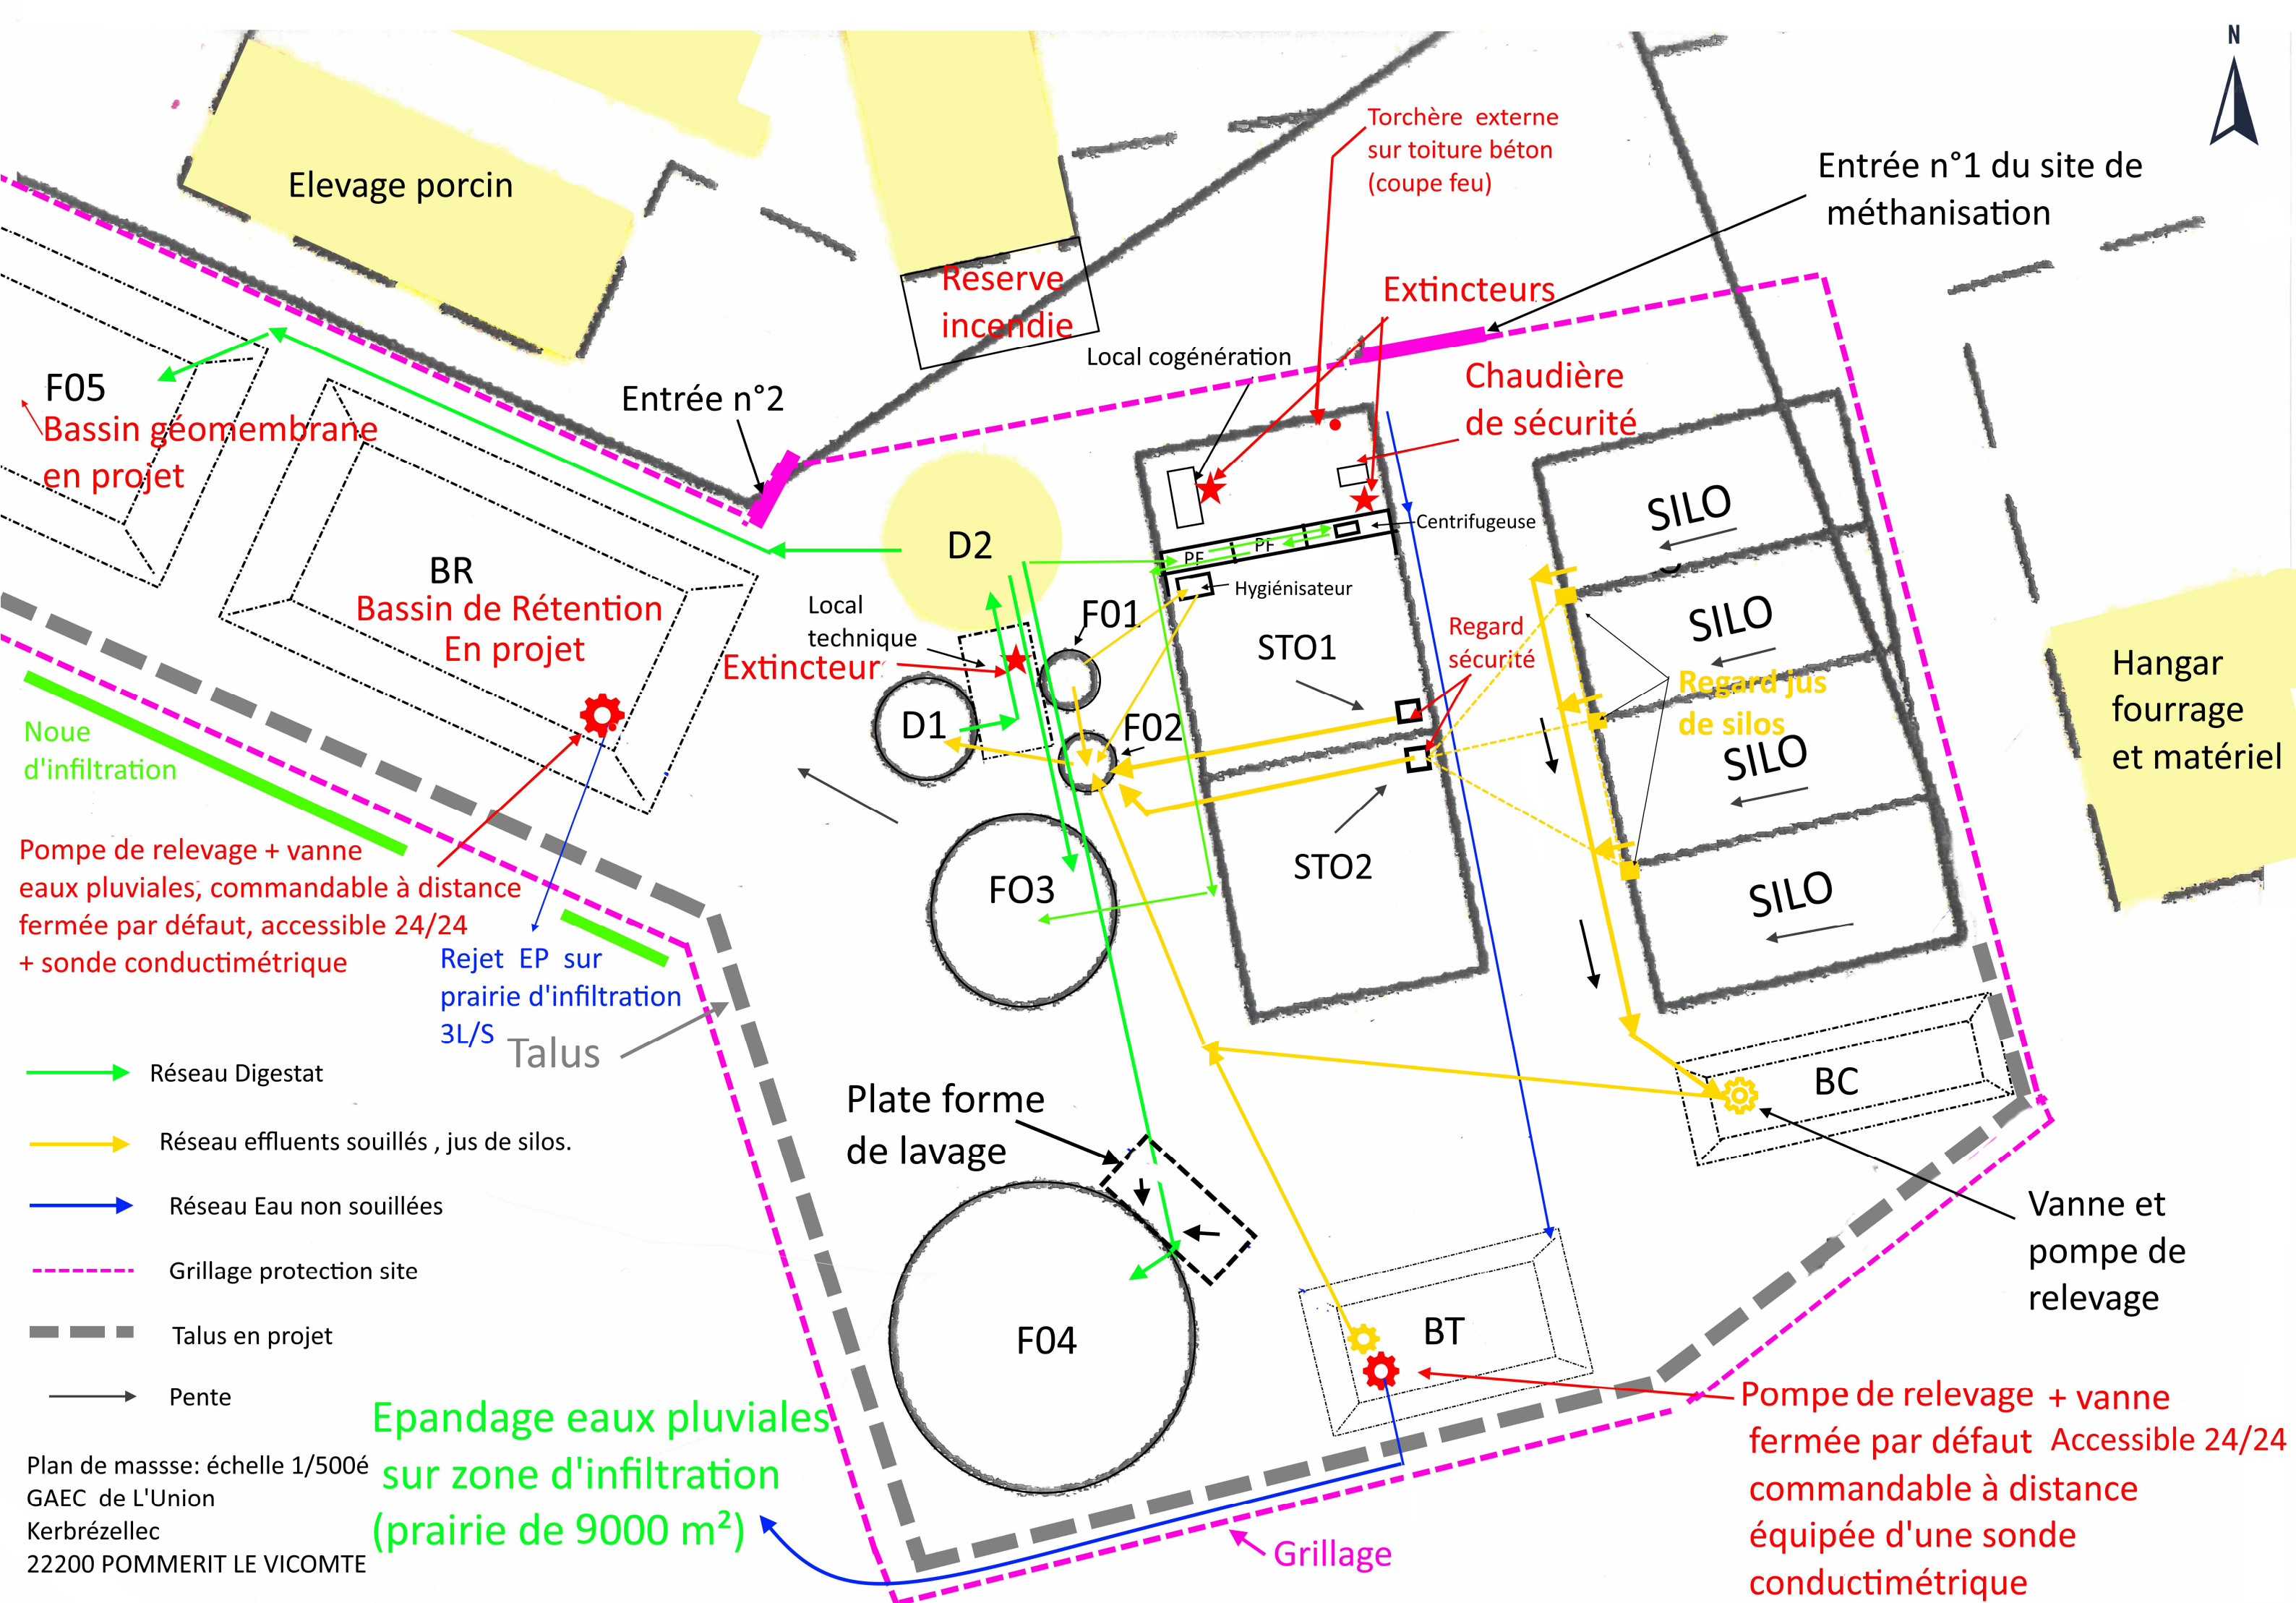 N
Torchère externe
sur toiture béton
(coupe feu)
Entrée n°1 du site de
méthanisation
Elevage porcin
Reserve
incendie
Extincteurs
Local cogénération
Chaudière
de sécurité
Entrée n°2
F05
Bassin géomembrane
en projet
SILO
Centrifugeuse
D2
PF
PF
BR
Bassin de Rétention
En projet
Hygiénisateur
Local
technique
F01
SILO
Regard
sécurité
STO1
Extincteurs
Regard jus
de silos
Hangar
fourrage
et matériel
Noue
d'infiltration
D1
F02
SILO
Pompe de relevage + vanne
eaux pluviales, commandable à distance
fermée par défaut, accessible 24/24
+ sonde conductimétrique
FO3
STO2
SILO
Rejet EP sur
prairie d'infiltration
3L/S
Talus
Réseau Digestat
Plate forme
de lavage
BC
Réseau effluents souillés , jus de silos.
Réseau Eau non souillées
Vanne et
pompe de
relevage
Grillage protection site
Talus en projet
F04
BT
Pente
Epandage eaux pluviales
sur zone d'infiltration
(prairie de 9000 m²)
Pompe de relevage + vanne
fermée par défaut Accessible 24/24
commandable à distance
équipée d'une sonde
conductimétrique
Plan de massse: échelle 1/500é
GAEC de L'Union
Kerbrézellec
22200 POMMERIT LE VICOMTE
Grillage